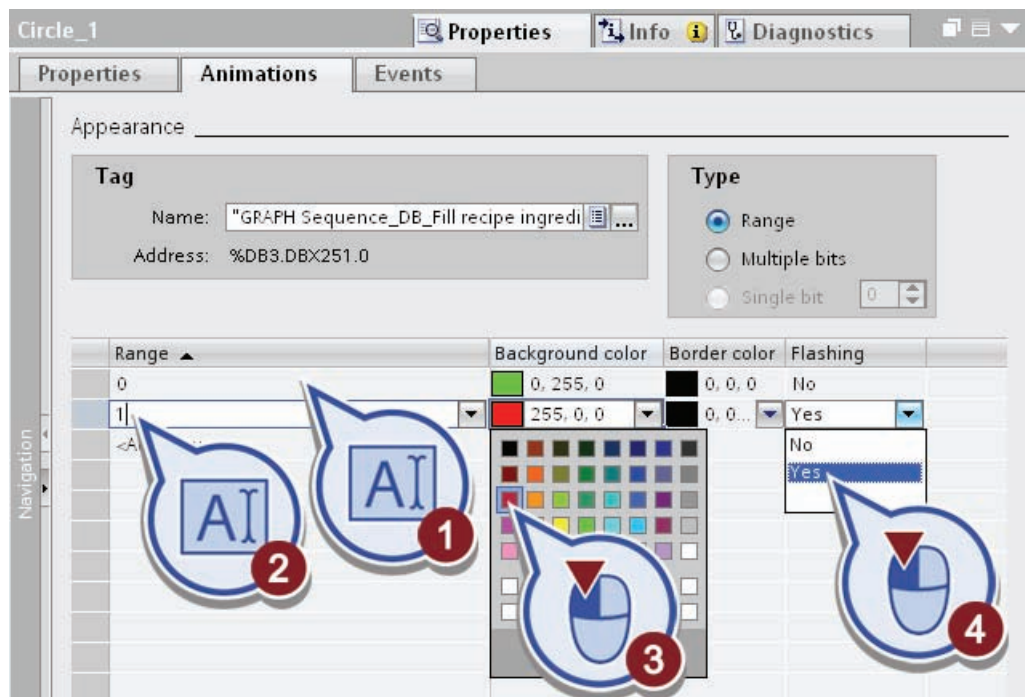 Circle_1 Properties Info Diagnostics
Properties Animations Events
Appearance
Tag
Name: "GRAPH Sequence_DB_Fill recipe ingredi ...
Address: %DB3.DBX251.0
Type
Range
Multiple bits
Single bit 0
Range Background color Border color Flashing
0 0, 255, 0 0, 0, 0 No
1 255, 0, 0 0, 0... Yes
No
Yes
Navigation
A
1
A
2
3
4